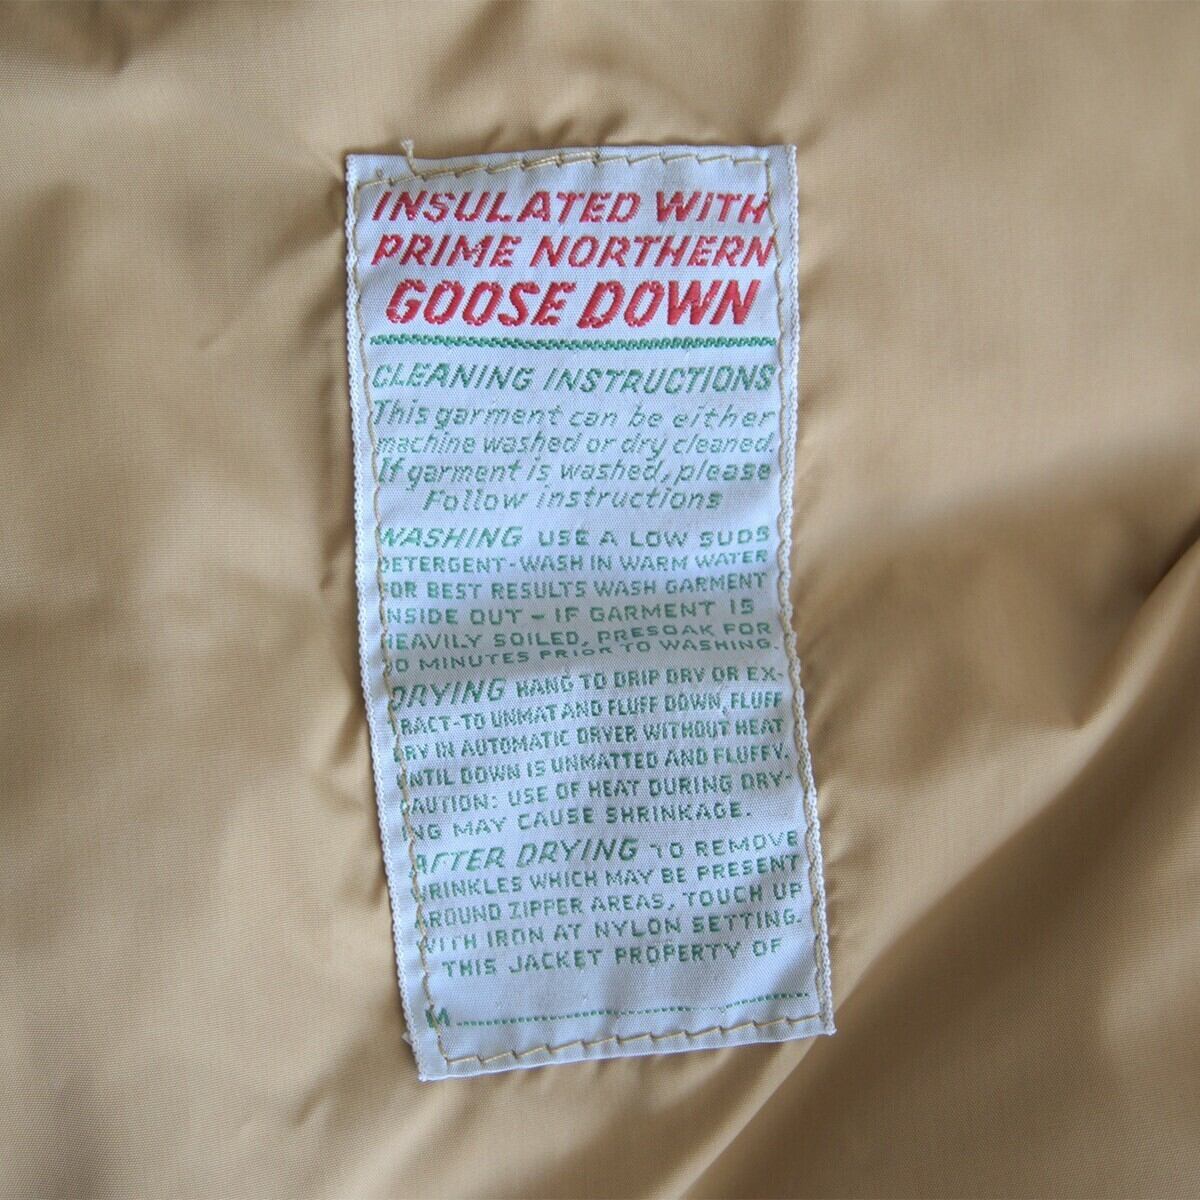 INSULATED WITH
PRIME NORTHERN
GOOSE DOWN
CLEANING INSTRUCTIONS
This garment can be either
machine washed or dry cleaned
If garment is washed, please
Follow instructions
WASHING USE A LOW SUDS
DETERGENT-WASH IN WARM WATER
FOR BEST RESULTS WASH GARMENT
INSIDE OUT - IF GARMENT IS
HEAVILY SOILED, PRESOAK FOR
MINUTES PRIOR TO WASHING.
DRYING HANG TO DRIP DRY OR EX-
TRACT-TO UNMAT AND FLUFF DOWN, FLUFF
DRY IN AUTOMATIC DRYER WITHOUT HEAT
UNTIL DOWN IS UNMATTED AND FLUFFY.
CAUTION: USE OF HEAT DURING DRY-
ING MAY CAUSE SHRINKAGE.
AFTER DRYING TO REMOVE
WRINKLES WHICH MAY BE PRESENT
AROUND ZIPPER AREAS, TOUCH UP
WITH IRON AT NYLON SETTING.
THIS JACKET PROPERTY OF
M